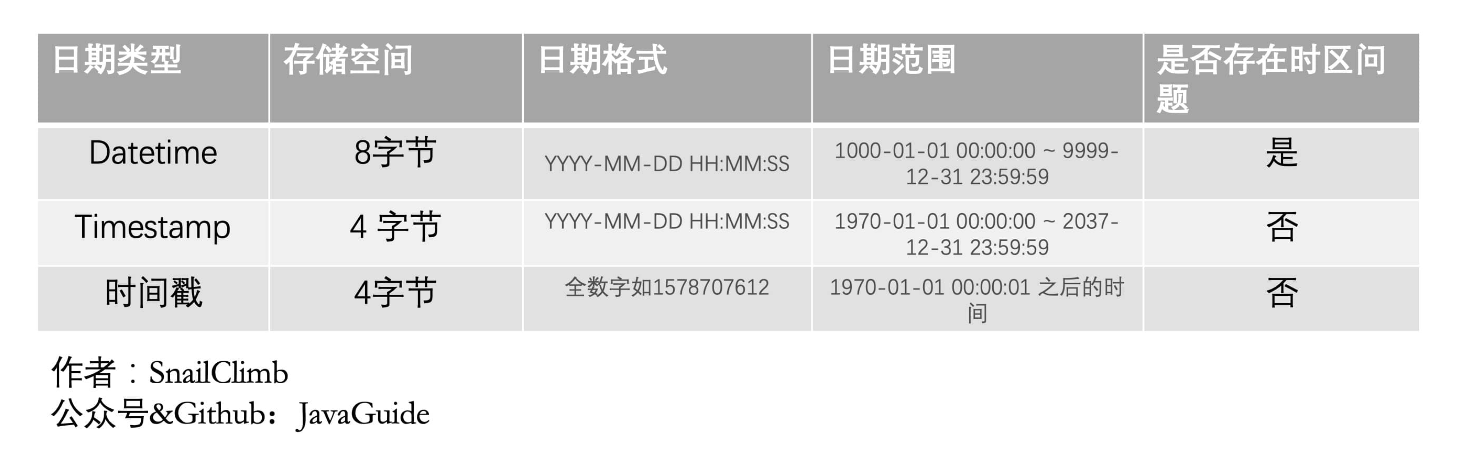 日期类型 存储空间 日期格式 日期范围 是否存在时区问
题
Datetime 8字节 YYYY-MM-DD HH:MM:SS 1000-01-01 00:00:00 ~ 9999-
12-31 23:59:59 是
Timestamp 4 字节 YYYY-MM-DD HH:MM:SS 1970-01-01 00:00:00 ~ 2037-
12-31 23:59:59 否
时间戳 4字节 全数字如1578707612 1970-01-01 00:00:01 之后的时
间 否
作者：SnailClimb
公众号&Github：JavaGuide